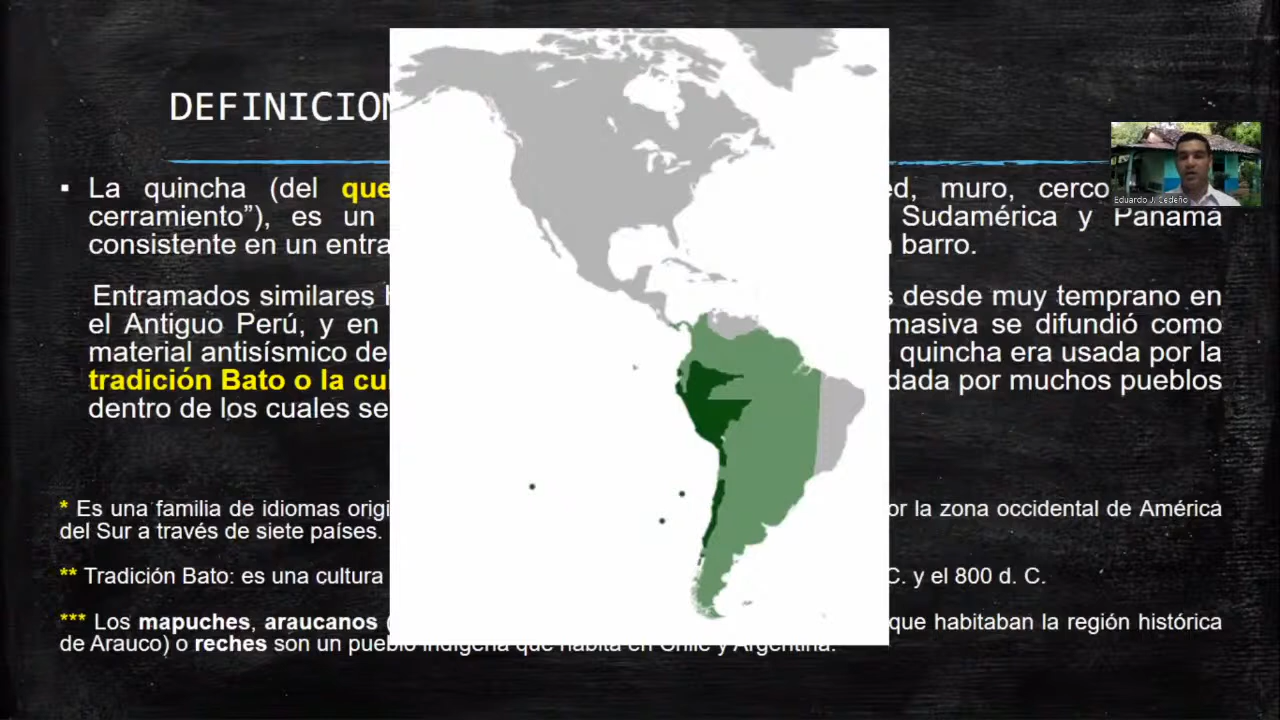 DEFINICION
▪ La quincha (del que ed, muro, cerco
cerramiento”), es un Sudamérica y Panamá
consistente en un entra barro.
Entramados similares desde muy temprano en
el Antiguo Perú, y en masiva se difundió como
material antisísmico de quincha era usada por la
tradición Bato o la cul dada por muchos pueblos
dentro de los cuales se
* Es una familia de idiomas origi or la zona occidental de América
del Sur a través de siete países.
** Tradición Bato: es una cultura C. y el 800 d. C.
*** Los mapuches, araucanos ( que habitaban la región histórica
de Arauco) o reches son un pueblo indígena que habita en Chile y Argentina.
Eduardo J. Cedeño